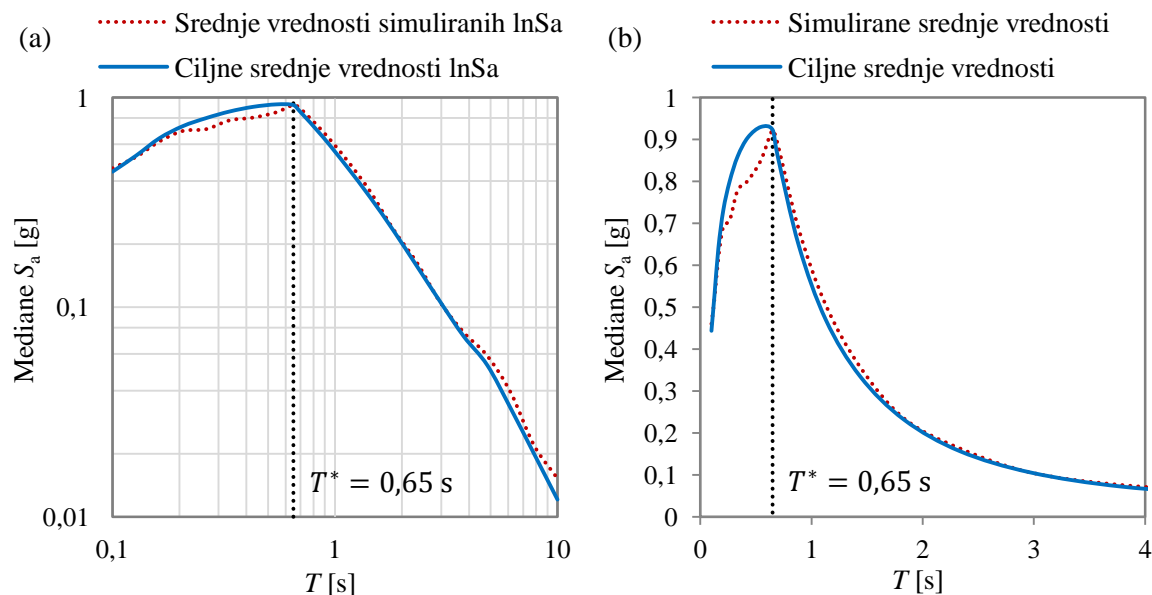 (a)
Srednje vrednosti simuliranih lnSa
Ciljne srednje vrednosti lnSa
Mediane Sa [g]
1
0,1
0,01
T* = 0,65 s
0,1
1
10
T [s]
(b)
Simulirane srednje vrednosti
Ciljne srednje vrednosti
Mediane Sa [g]
1
0,9
0,8
0,7
0,6
0,5
0,4
0,3
0,2
0,1
0
T* = 0,65 s
0
1
2
3
4
T [s]